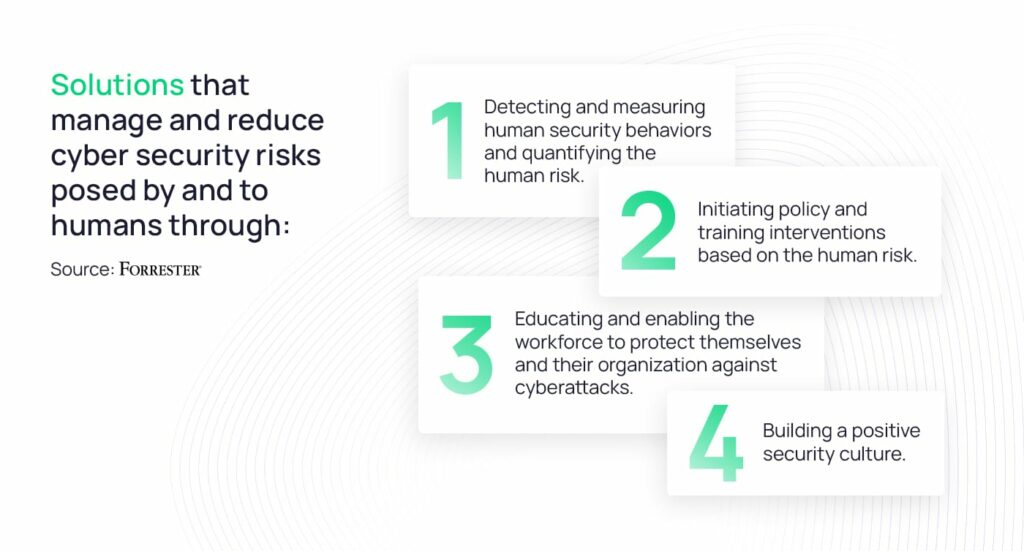 Solutions that
manage and reduce
cyber security risks
posed by and to
humans through:
Source: FORRESTER®
1
Detecting and measuring
human security behaviors
and quantifying the
human risk.
2
Initiating policy and
training interventions
based on the human risk.
3
Educating and enabling the
workforce to protect themselves
and their organization against
cyberattacks.
4
Building a positive
security culture.